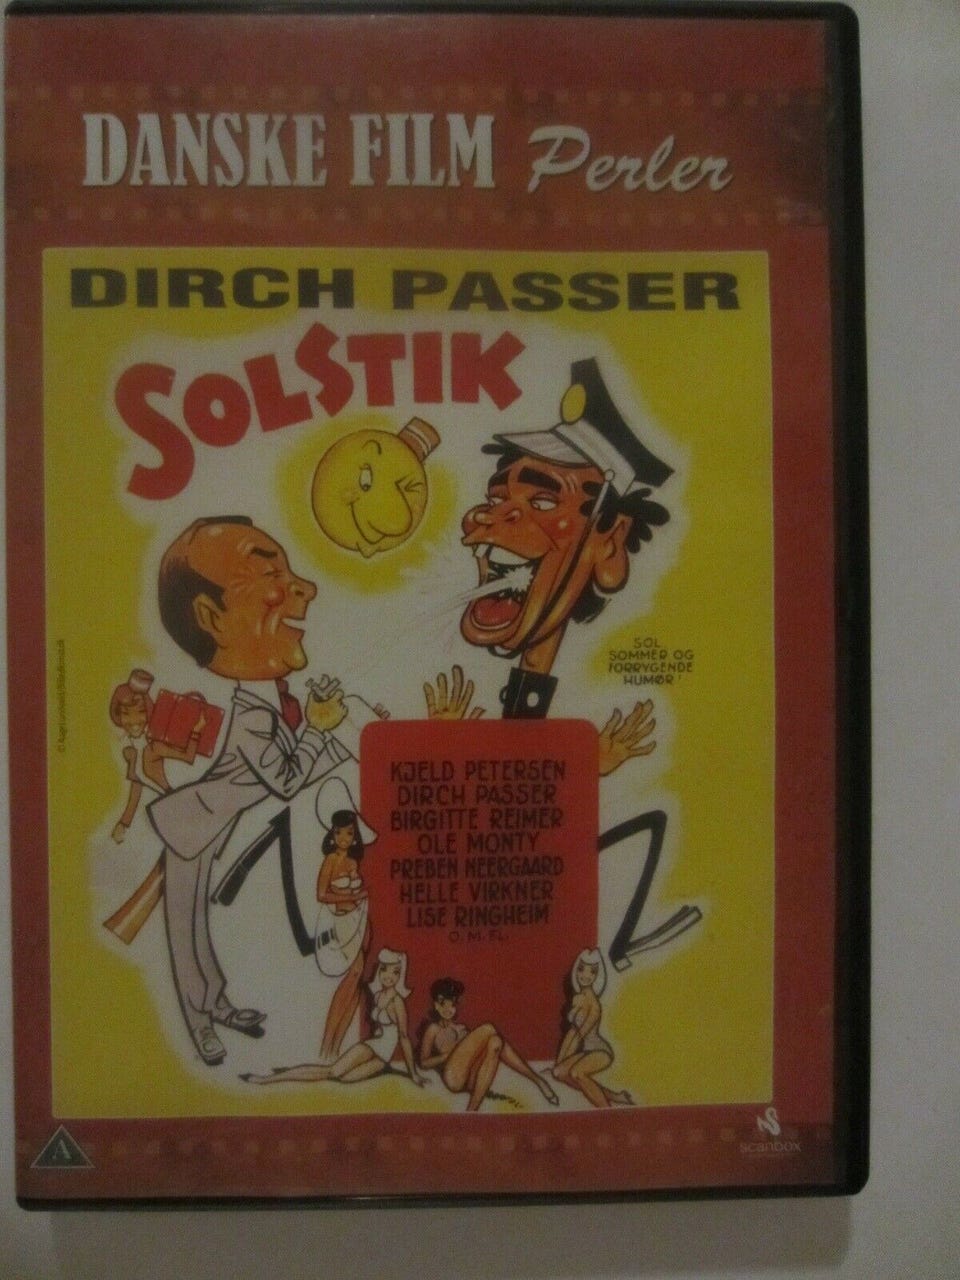 DANSKE FILM Perler
DIRCH PASSER
SOLSTIK
SOL
SOMMER OG
FORRYGENDE
HUMØR!
KJELD PETERSEN
DIRCH PASSER
BIRGITTE REIMER
OLE MONTY
PREBEN NEERGAARD
HELLE VIRKNER
LISE RINGHEIM
O. M. FL.
A
scanbox